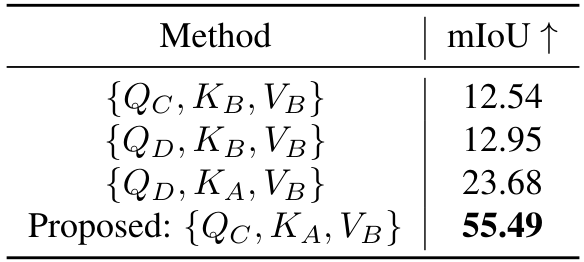 Method mIoU ↑
{Q_C, K_B, V_B} 12.54
{Q_D, K_B, V_B} 12.95
{Q_D, K_A, V_B} 23.68
Proposed: {Q_C, K_A, V_B} 55.49